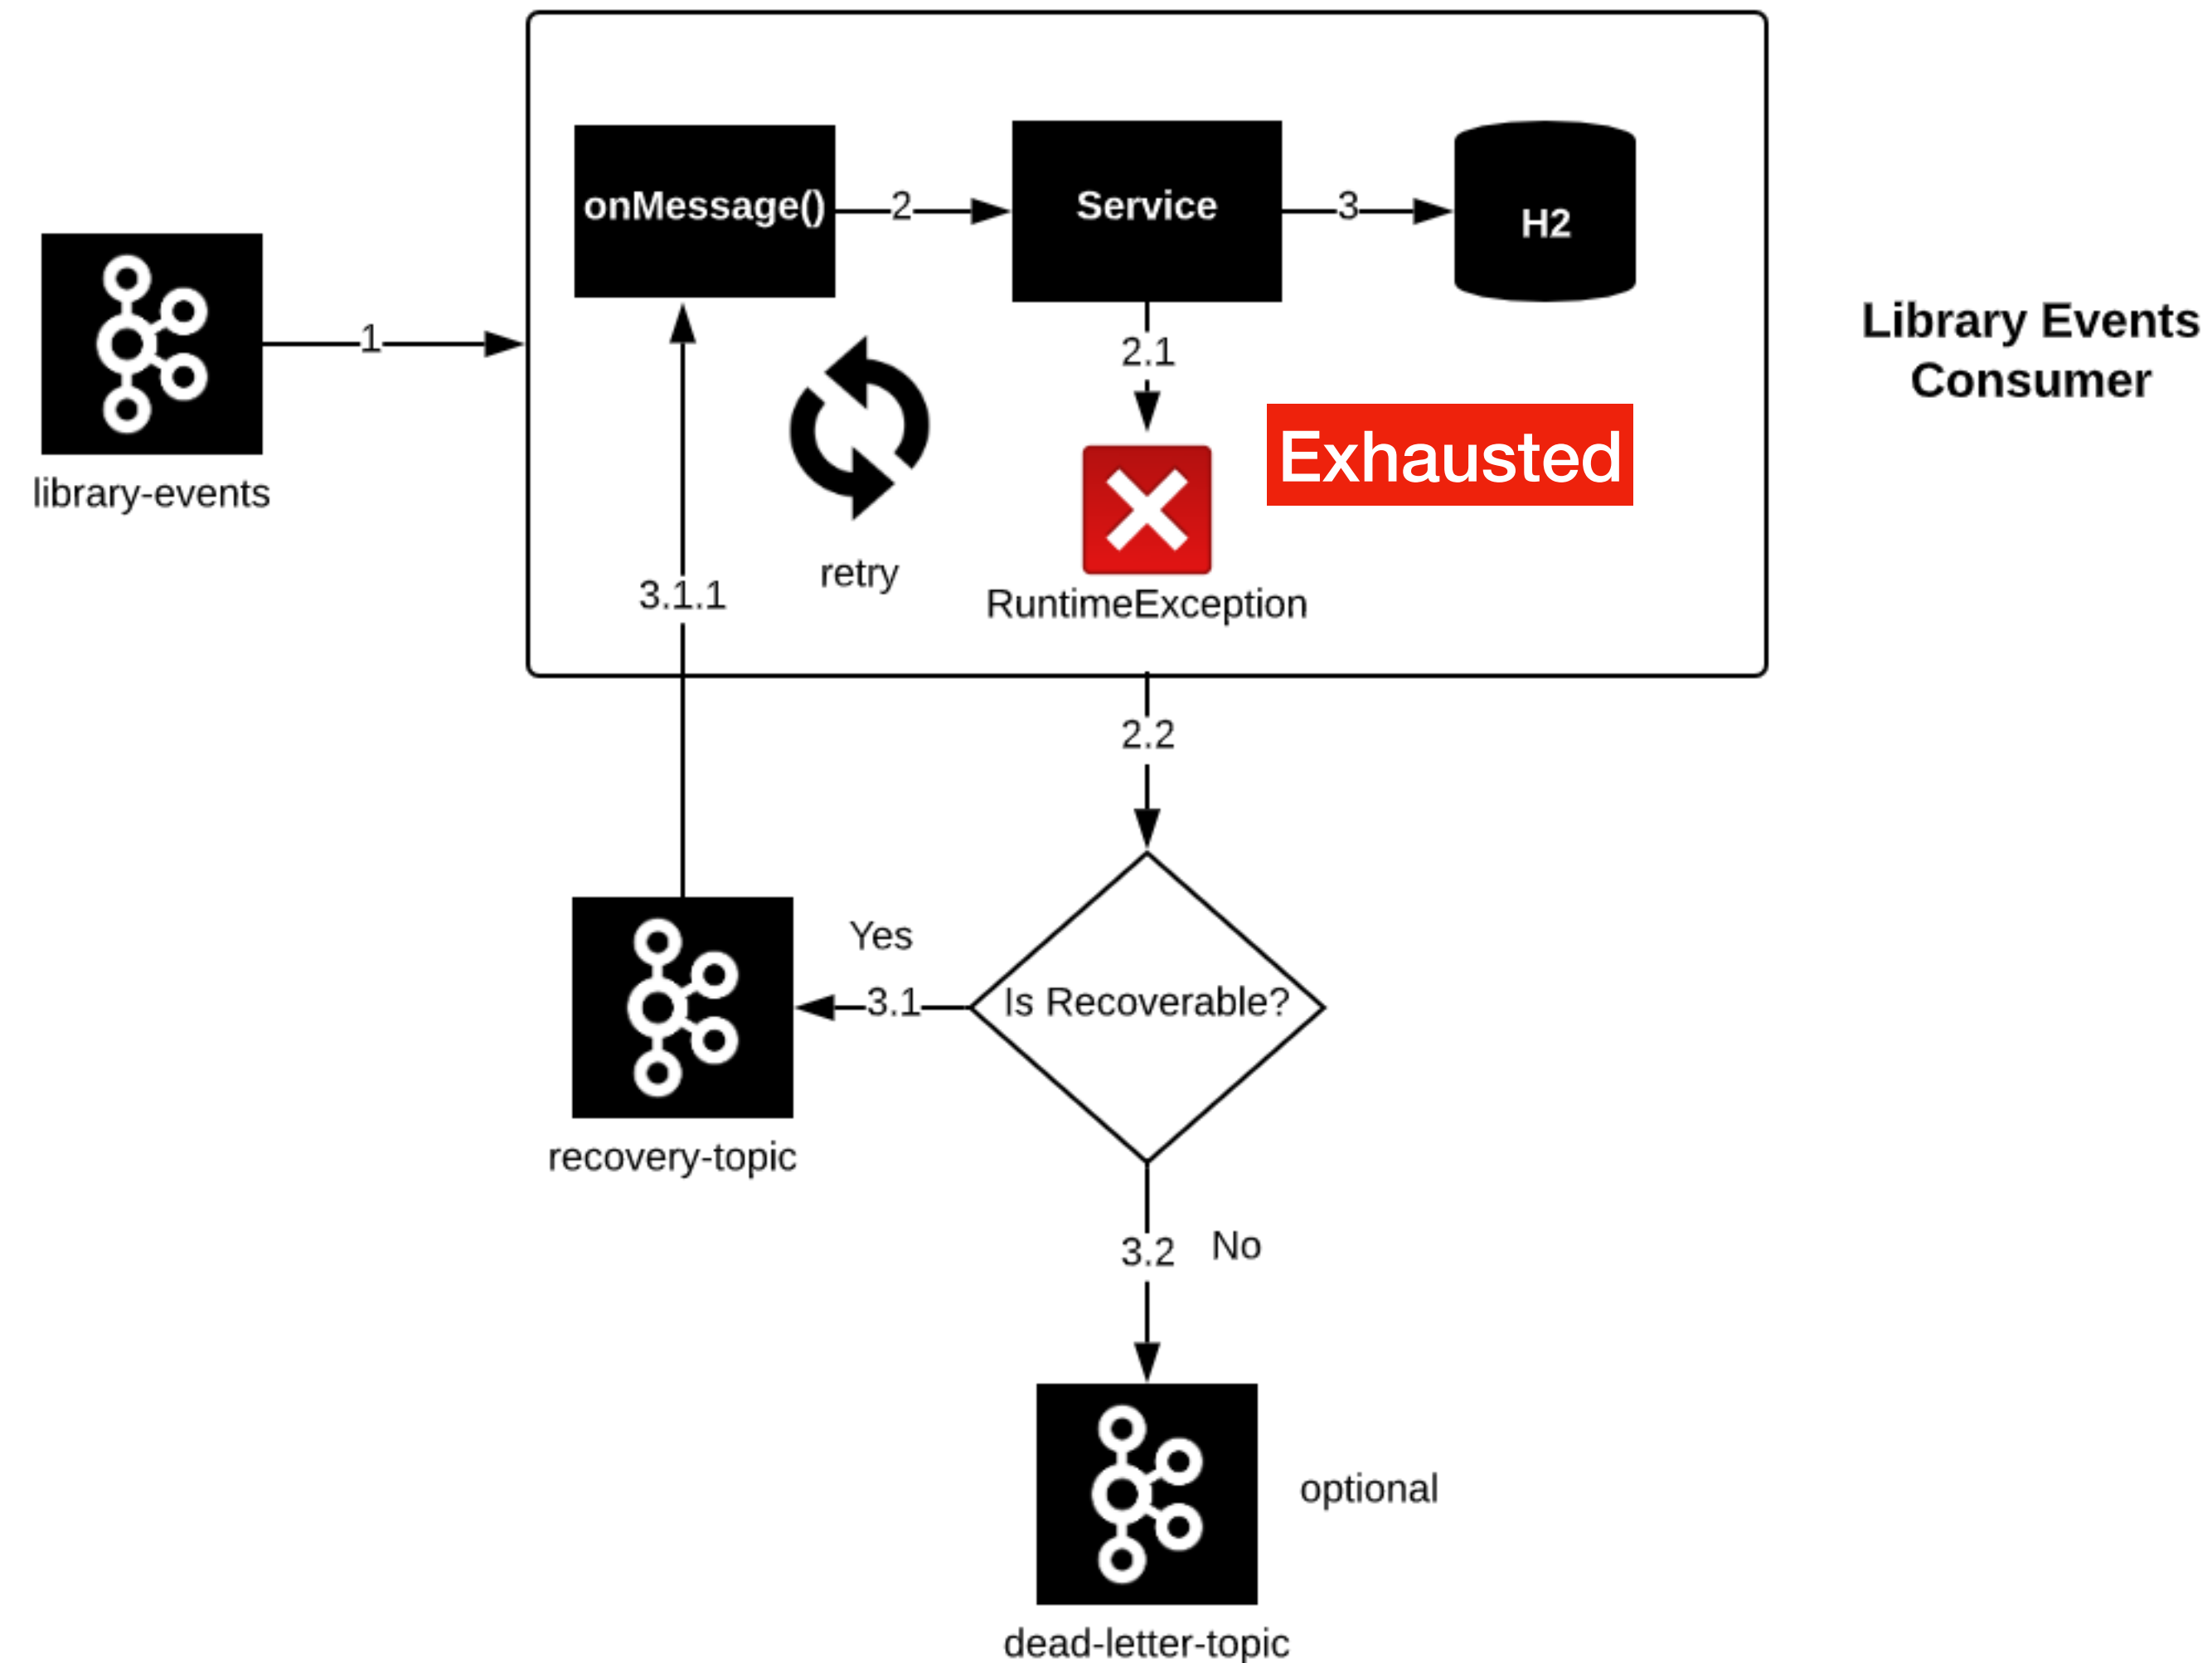 onMessage()
2
Service
3
H2
Library Events
Consumer
1
library-events
2.1
Exhausted
retry
RuntimeException
3.1.1
2.2
Yes
3.1
Is Recoverable?
recovery-topic
3.2
No
optional
dead-letter-topic